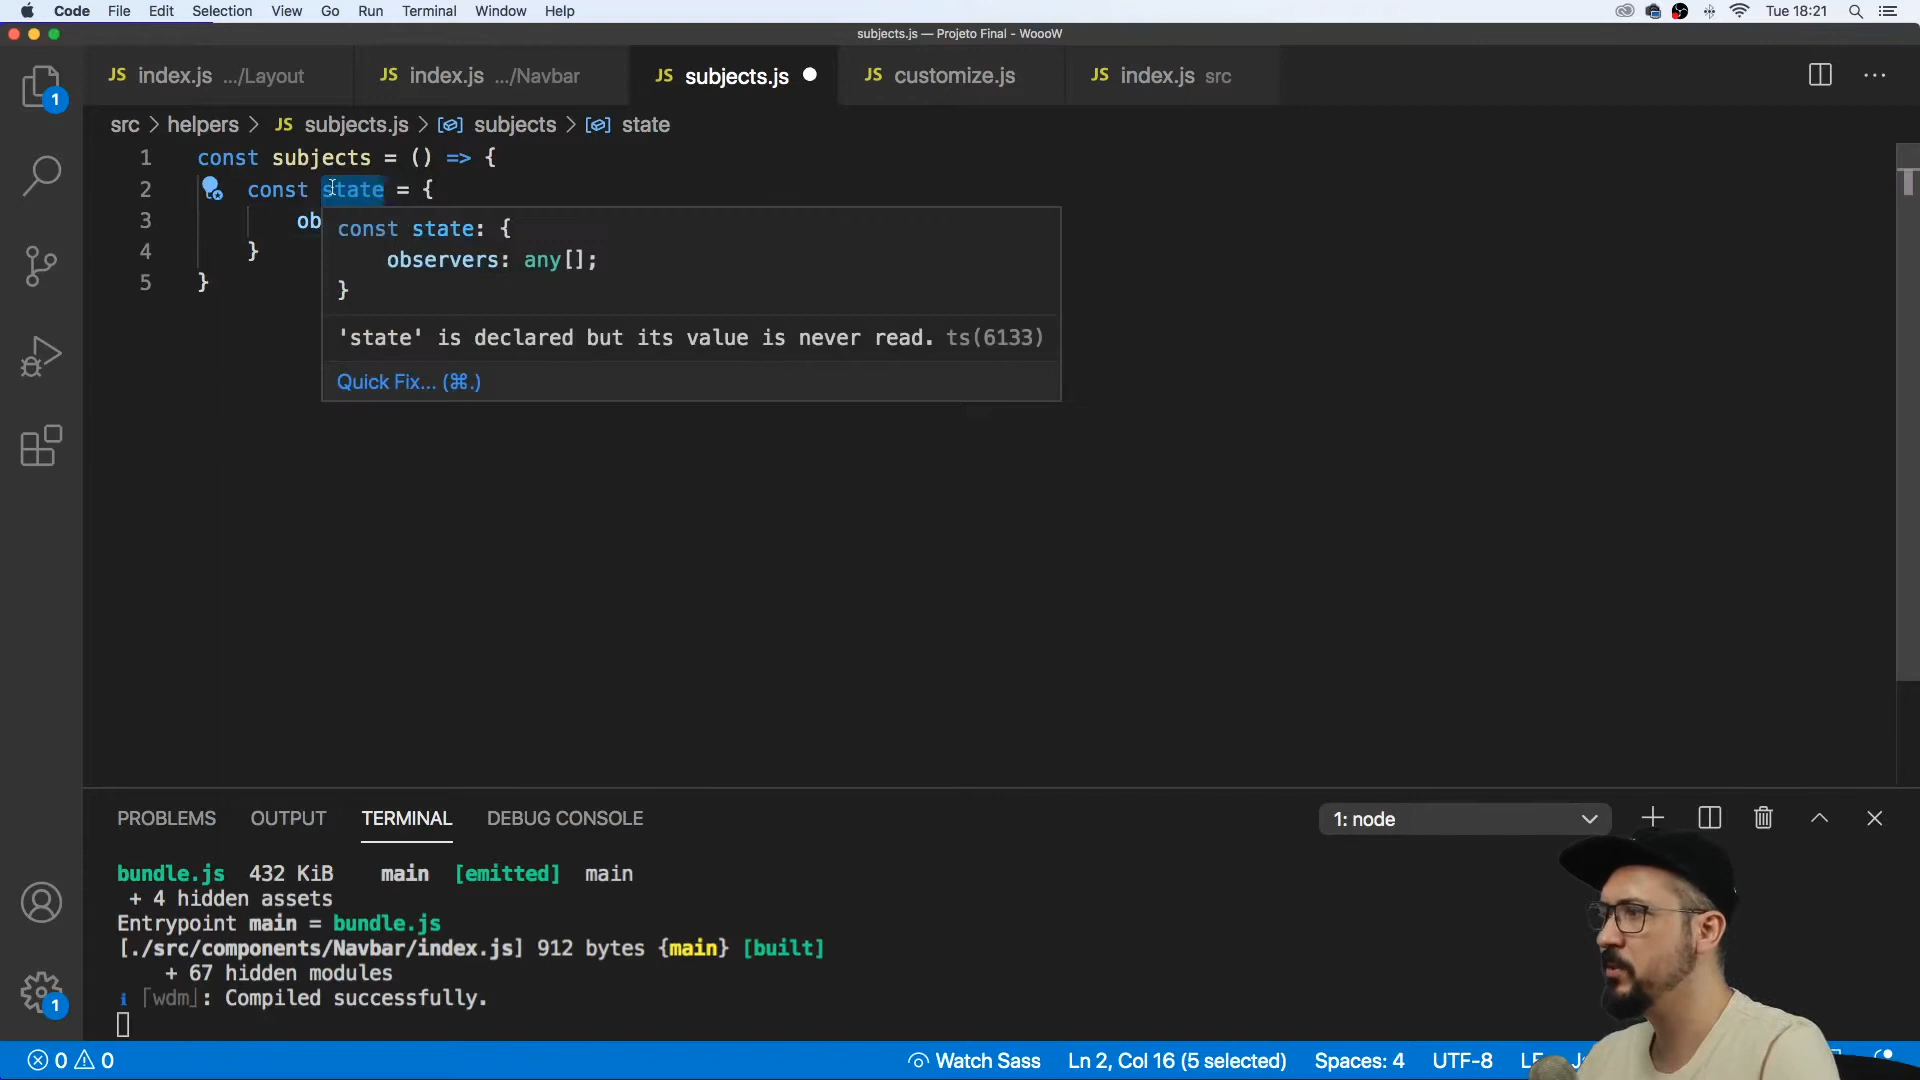 Code File Edit Selection View Go Run Terminal Window Help Tue 18:21
subjects.js — Projeto Final - WoooW
JS index.js .../Layout JS index.js .../Navbar JS subjects.js JS customize.js JS index.js src
src > helpers > JS subjects.js > subjects > state
1 const subjects = () => {
2 const state = {
3 ob
4 }
5 }
const state: {
observers: any[];
}
'state' is declared but its value is never read. ts(6133)
Quick Fix... (⌘.)
1
1
PROBLEMS OUTPUT TERMINAL DEBUG CONSOLE 1: node
bundle.js 432 KiB main [emitted] main
+ 4 hidden assets
Entrypoint main = bundle.js
[./src/components/Navbar/index.js] 912 bytes {main} [built]
+ 67 hidden modules
i ｢wdm｣: Compiled successfully.
0 0 Watch Sass Ln 2, Col 16 (5 selected) Spaces: 4 UTF-8